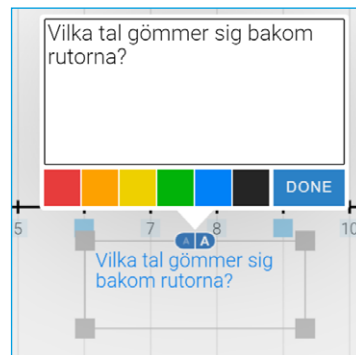 Vilka tal gömmer sig bakom
rutorna?
DONE
5 7 8 10
A A
Vilka tal gömmer sig
bakom rutorna?